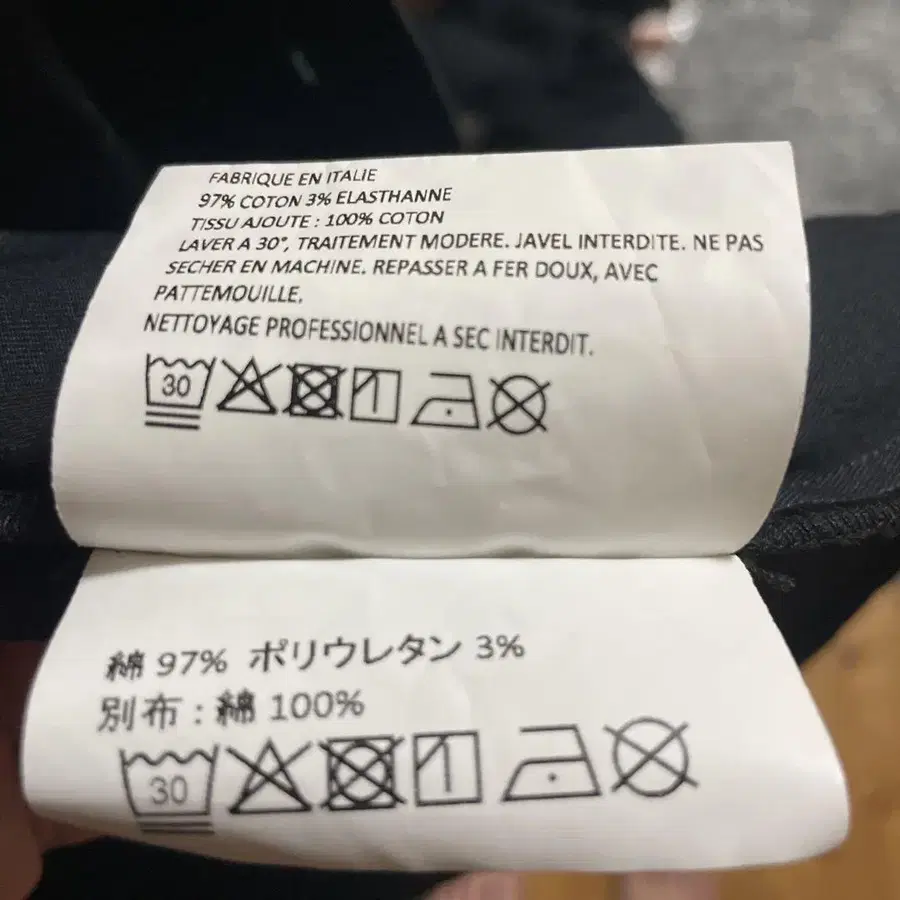 FABRIQUE EN ITALIE
97% COTON 3% ELASTHANNE
TISSU AJOUTE : 100% COTON
LAVER A 30°, TRAITEMENT MODERE. JAVEL INTERDITE. NE PAS
SECHER EN MACHINE. REPASSER A FER DOUX, AVEC
PATTEMOUILLE.
NETTOYAGE PROFESSIONNEL A SEC INTERDIT.
30
綿 97% ポリウレタン 3%
別布 : 綿 100%
30